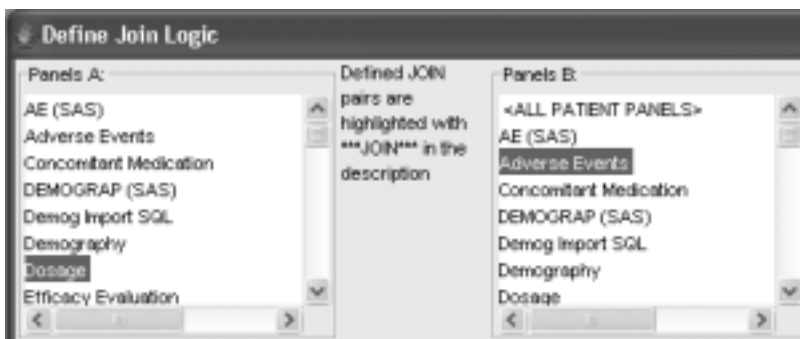 Define Join Logic
Panels A:
AE (SAS)
Adverse Events
Concomitant Medication
DEMOGRAP (SAS)
Demog Import SQL
Demography
Dosage
Efficacy Evaluation
Defined JOIN
pairs are
highlighted with
***JOIN*** in the
description
Panels B:
<ALL PATIENT PANELS>
AE (SAS)
Adverse Events
Concomitant Medication
DEMOGRAP (SAS)
Demog Import SQL
Demography
Dosage